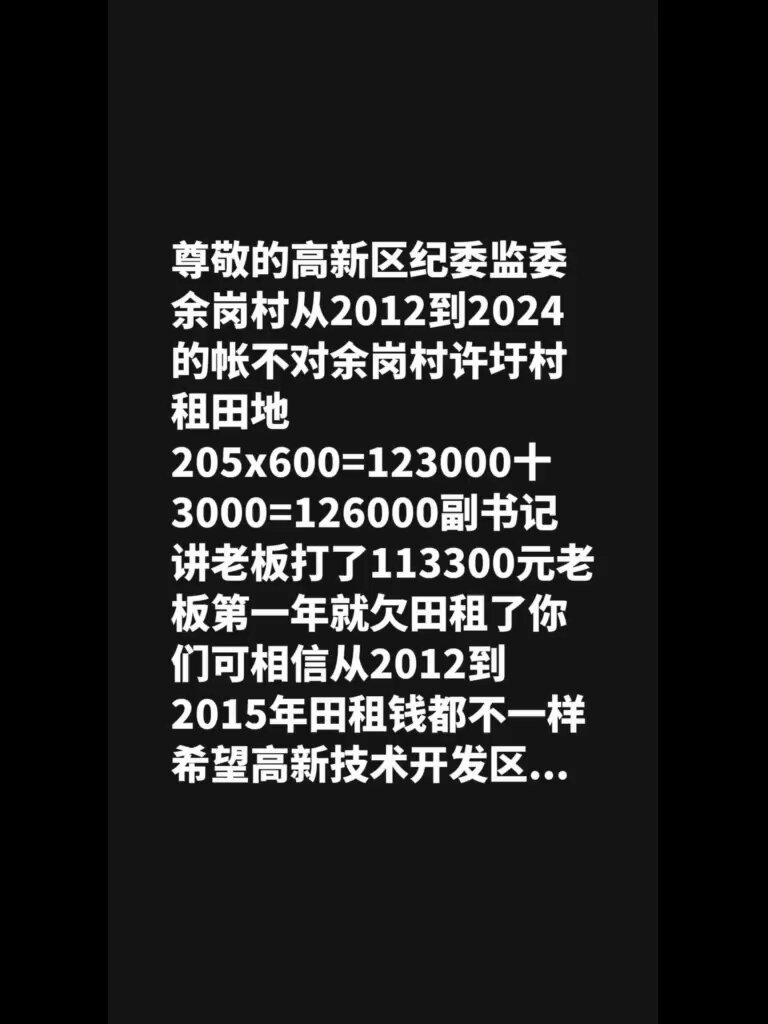 尊敬的高新区纪委监委
余岗村从2012到2024
的帐不对余岗村许圩村
租田地
205x600=123000十
3000=126000副书记
讲老板打了113300元老
板第一年就欠田租了你
们可相信从2012到
2015年田租钱都不一样
希望高新技术开发区...